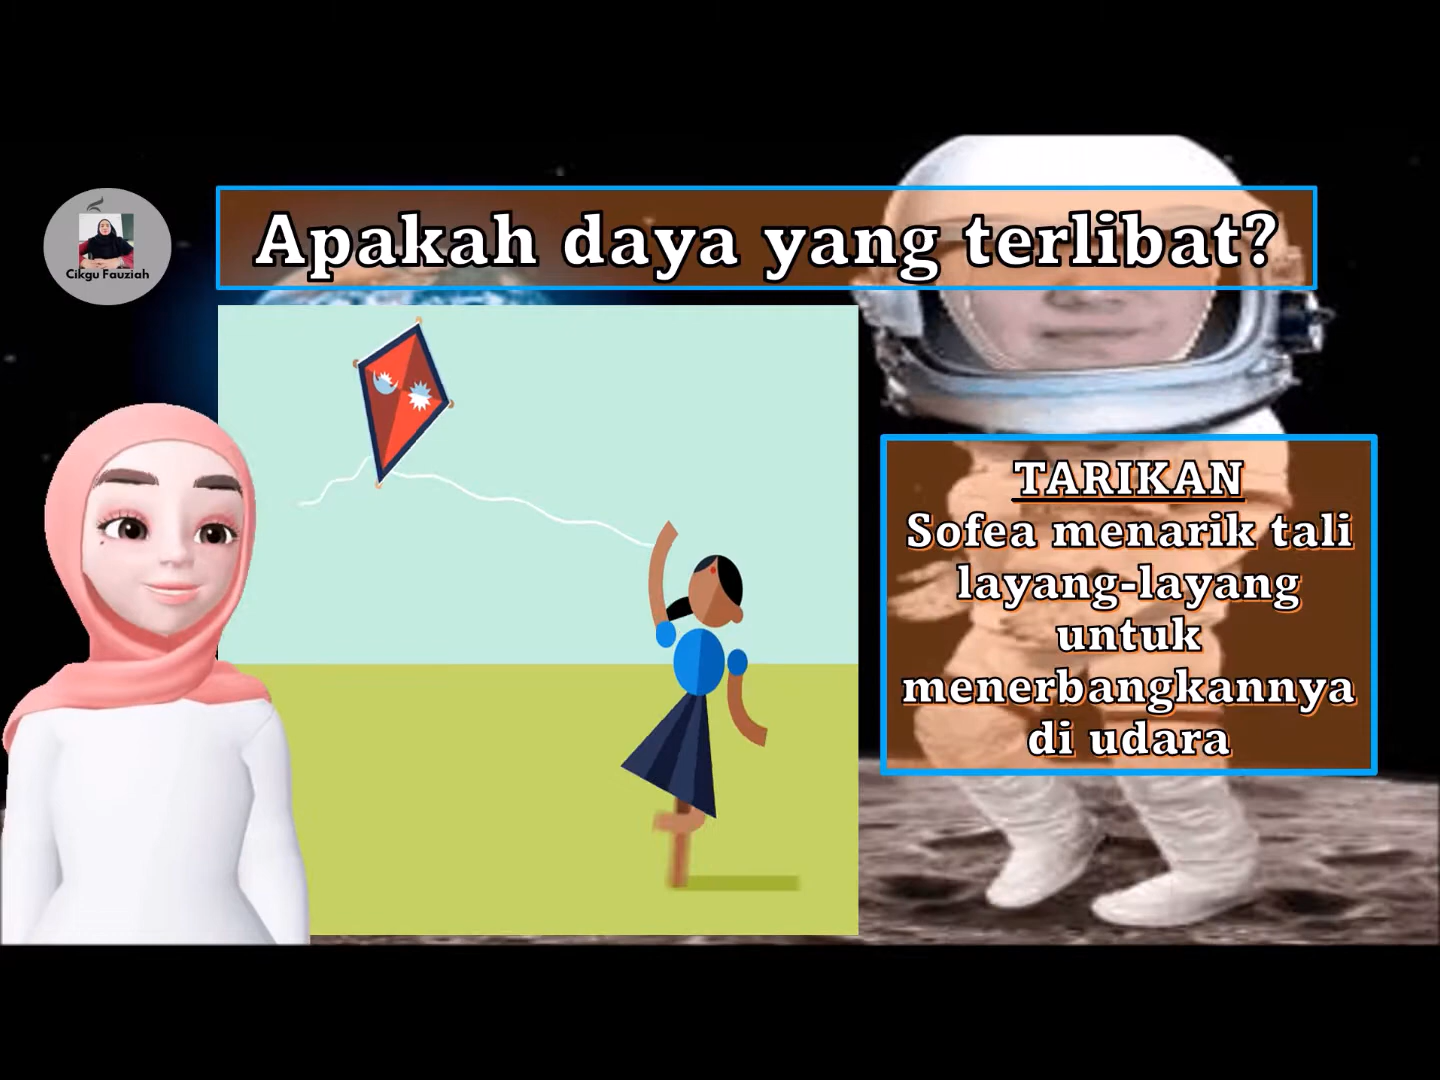 Apakah daya yang terlibat?
Cikgu Fauziah
TARIKAN
Sofea menarik tali
layang-layang
untuk
menerbangkannya
di udara